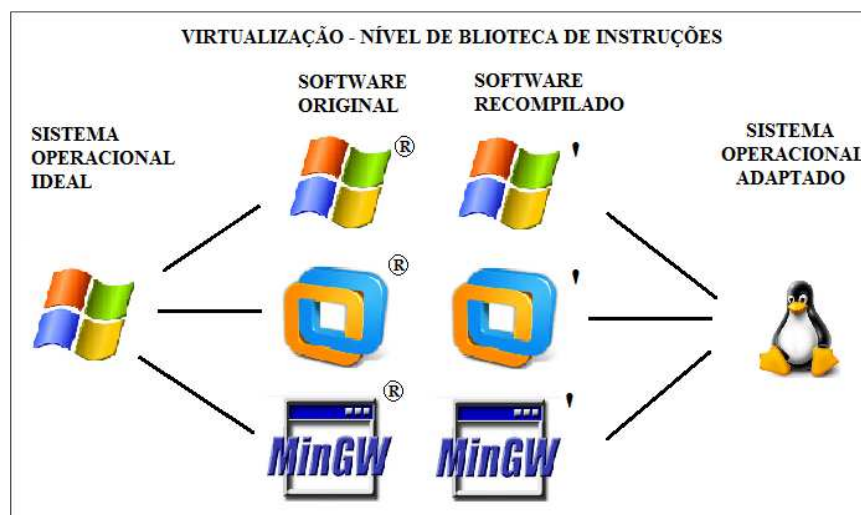 VIRTUALIZAÇÃO - NÍVEL DE BLIOTECA DE INSTRUÇÕES
SISTEMA
OPERACIONAL
IDEAL
SOFTWARE
ORIGINAL
SOFTWARE
RECOMPILADO
SISTEMA
OPERACIONAL
ADAPTADO
® '
® '
® '
MinGW
MinGW